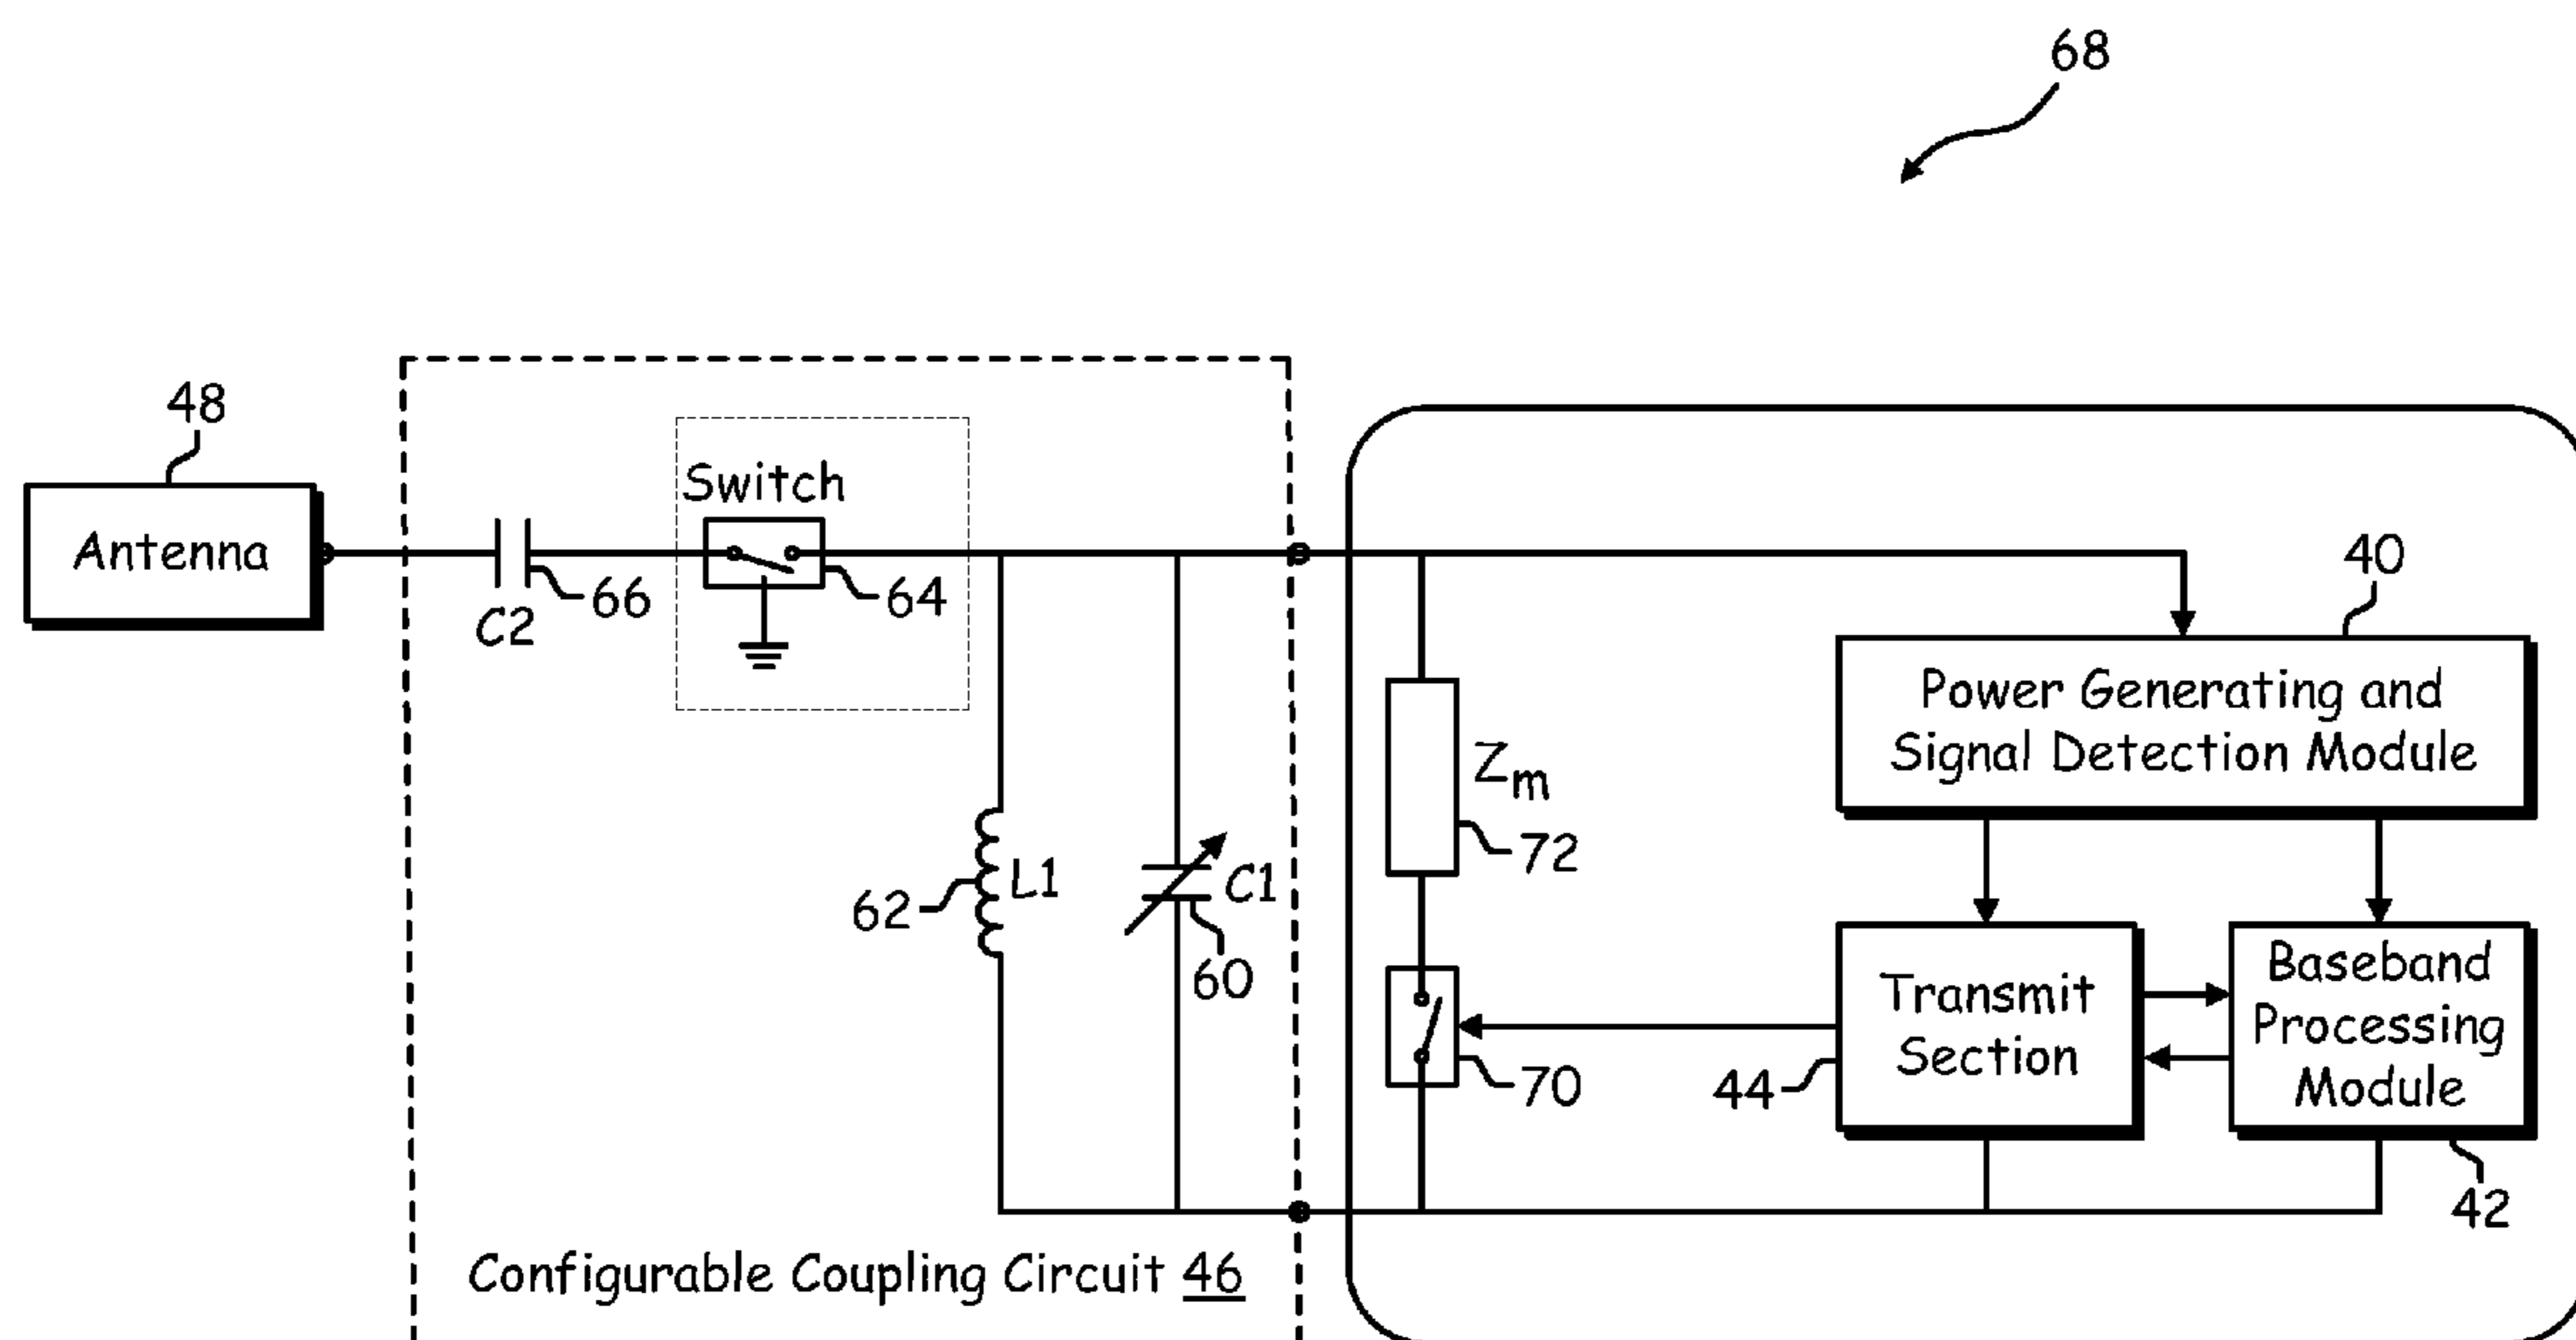 68
48
Antenna
C2
66
Switch
64
40
Power Generating and
Signal Detection Module
Zm
72
62
L1
C1
60
70
44
Transmit
Section
Baseband
Processing
Module
42
Configurable Coupling Circuit 46